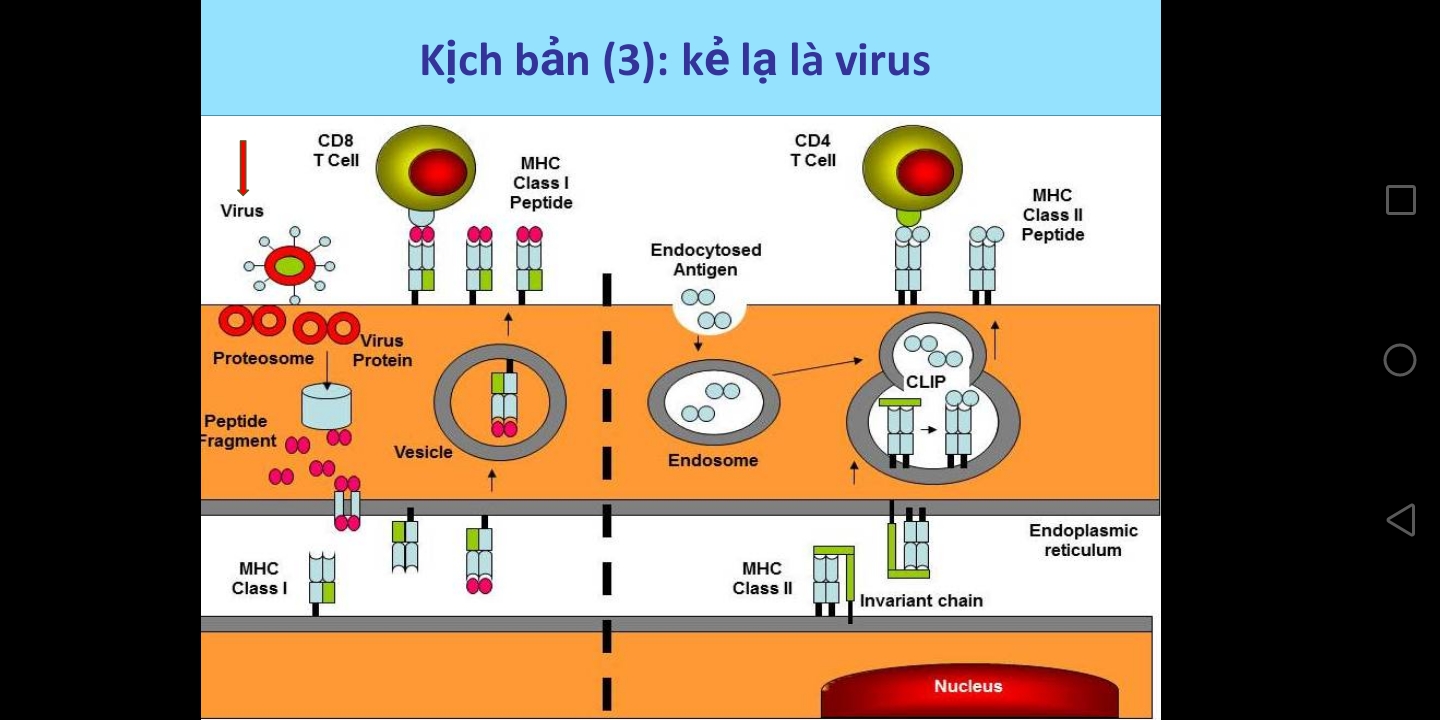 Kịch bản (3): kẻ lạ là virus
CD8
T Cell
MHC
Class I
Peptide
Virus
CD4
T Cell
MHC
Class II
Peptide
Endocytosed
Antigen
Proteosome
Virus
Protein
Peptide
Fragment
Vesicle
Endosome
CLIP
Endoplasmic
reticulum
MHC
Class I
MHC
Class II
Invariant chain
Nucleus